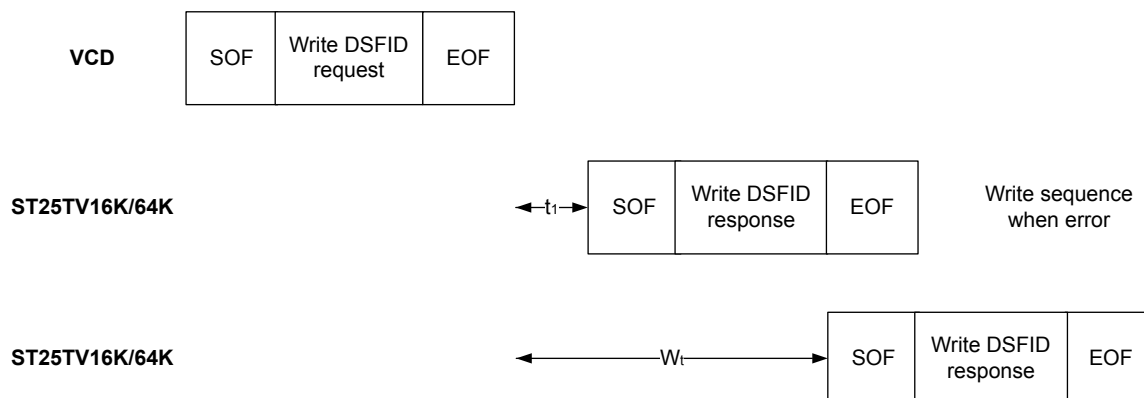 VCD
SOF
Write DSFID
request
EOF
ST25TV16K/64K
t1
SOF
Write DSFID
response
EOF
Write sequence
when error
ST25TV16K/64K
Wt
SOF
Write DSFID
response
EOF